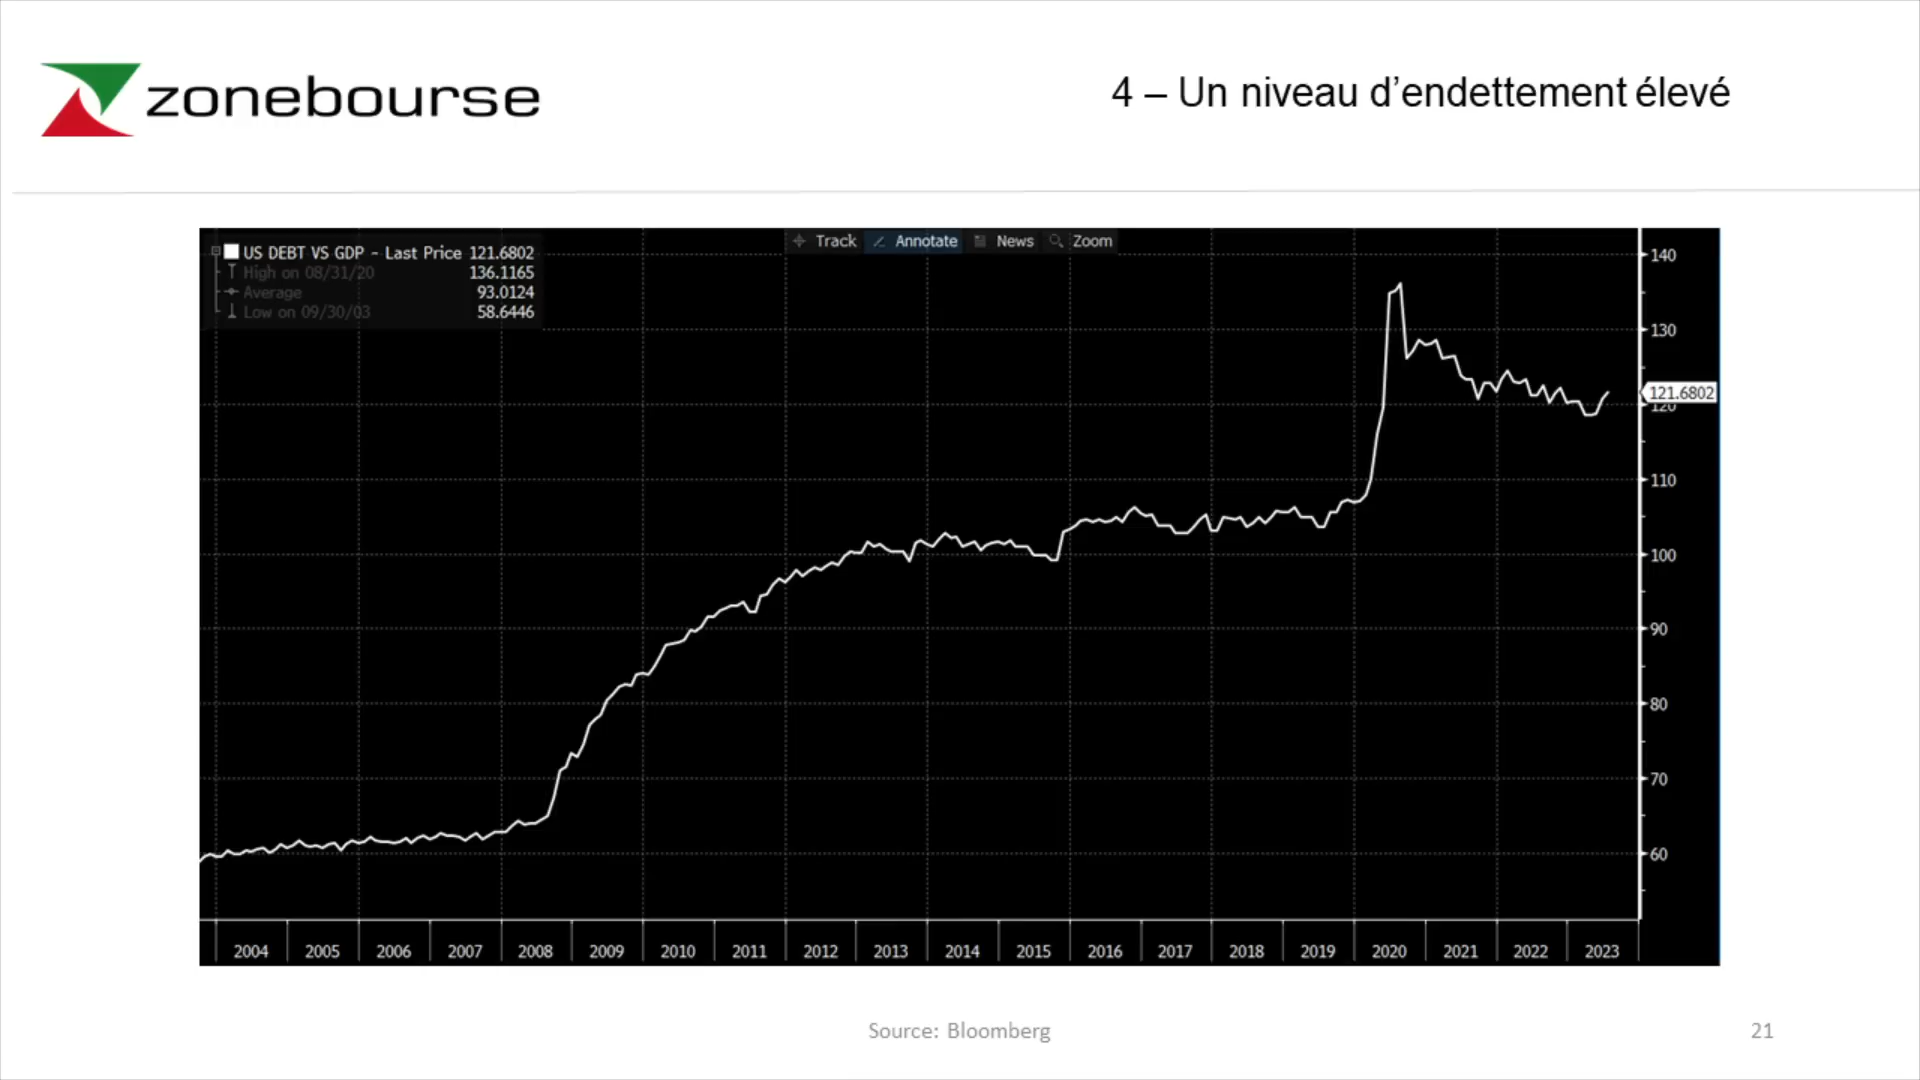 zonebourse
4 – Un niveau d’endettement élevé
Track Annotate News Zoom
US DEBT VS GDP - Last Price 121.6802
High on 08/31/20 136.1165
Average 93.0124
Low on 09/30/03 58.6446
140
130
121.6802
120
110
100
90
80
70
60
2004 2005 2006 2007 2008 2009 2010 2011 2012 2013 2014 2015 2016 2017 2018 2019 2020 2021 2022 2023
Source: Bloomberg
21